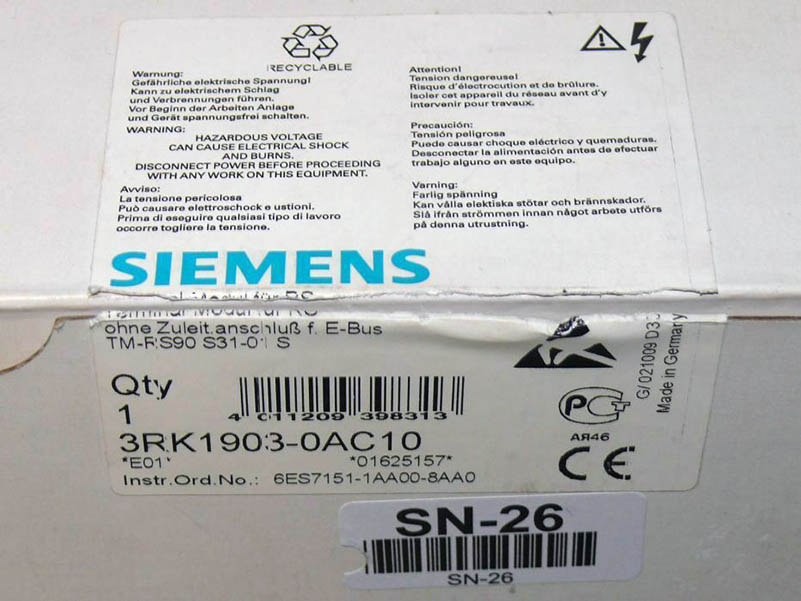 RECYCLABLE
Warnung:
Gefährliche elektrische Spannung!
Kann zu elektrischem Schlag
und Verbrennungen führen.
Vor Beginn der Arbeiten Anlage
und Gerät spannungsfrei schalten.
WARNING:
HAZARDOUS VOLTAGE
CAN CAUSE ELECTRICAL SHOCK
AND BURNS.
DISCONNECT POWER BEFORE PROCEEDING
WITH ANY WORK ON THIS EQUIPMENT.
Avviso:
La tensione pericolosa
Può causare elettroshock e ustioni.
Prima di eseguire qualsiasi tipo di lavoro
occorre togliere la tensione.
Attention!
Tension dangereuse!
Risque d'électrocution et de brûlure.
Isoler cet appareil du réseau avant d'y
intervenir pour travaux.
Precaución:
Tensión peligrosa
Puede causar choque eléctrico y quemaduras.
Desconectar la alimentación antes de efectuar
trabajo alguno en este equipo.
Varning:
Farlig spänning
Kan vålla elektriska stötar och brännskador.
Slå ifrån strömmen innan något arbete utförs
på denna utrustning.
SIEMENS
ohne Zuleit.anschluß f. E-Bus
TM-RS90 S31-01 S
Qty
1
4 011209 398313
3RK1903-0AC10
*E01* *01625157*
Instr.Ord.No.: 6ES7151-1AA00-8AA0
АЯ46
CE
G/021009
Made in Germany
SN-26
SN-26